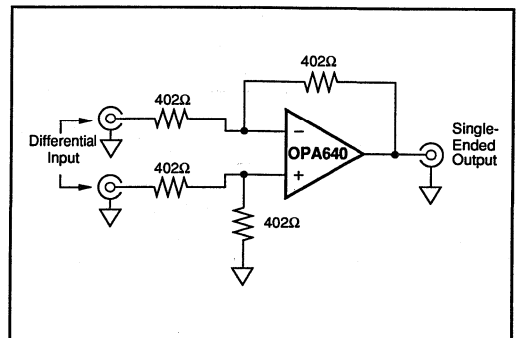 402Ω
402Ω
Differential
Input
−
OPA640
+
Single-
Ended
Output
402Ω
402Ω